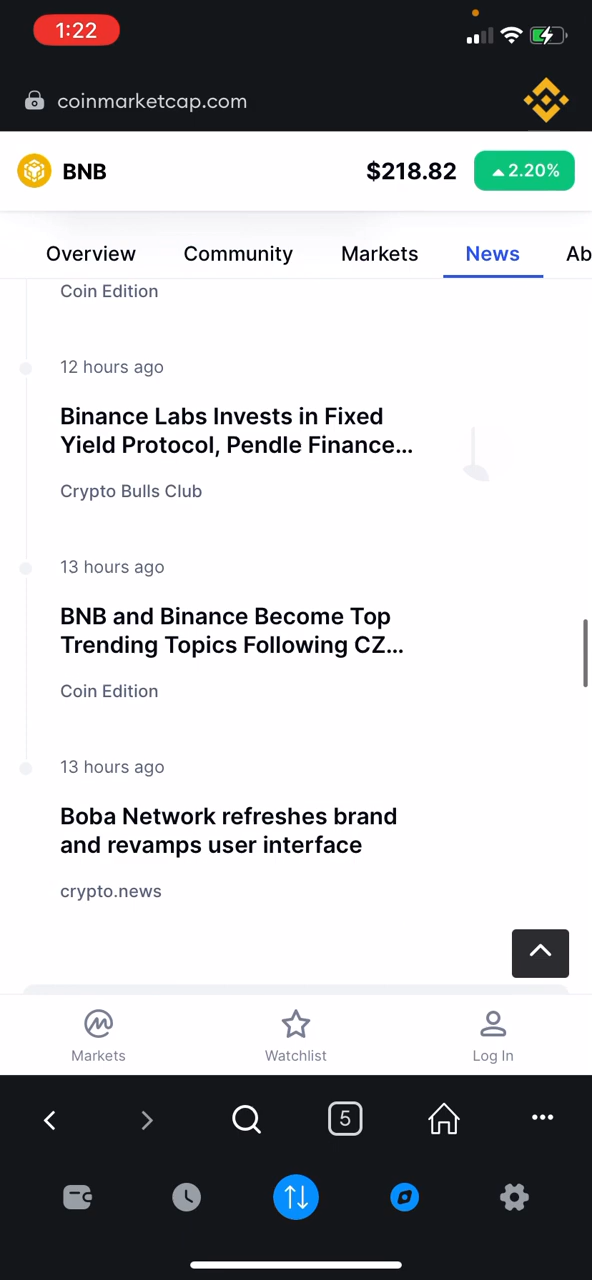 1:22
coinmarketcap.com
BNB $218.82 2.20%
Overview Community Markets News Ab
Coin Edition
12 hours ago
Binance Labs Invests in Fixed
Yield Protocol, Pendle Finance...
Crypto Bulls Club
13 hours ago
BNB and Binance Become Top
Trending Topics Following CZ...
Coin Edition
13 hours ago
Boba Network refreshes brand
and revamps user interface
crypto.news
Markets Watchlist Log In
5